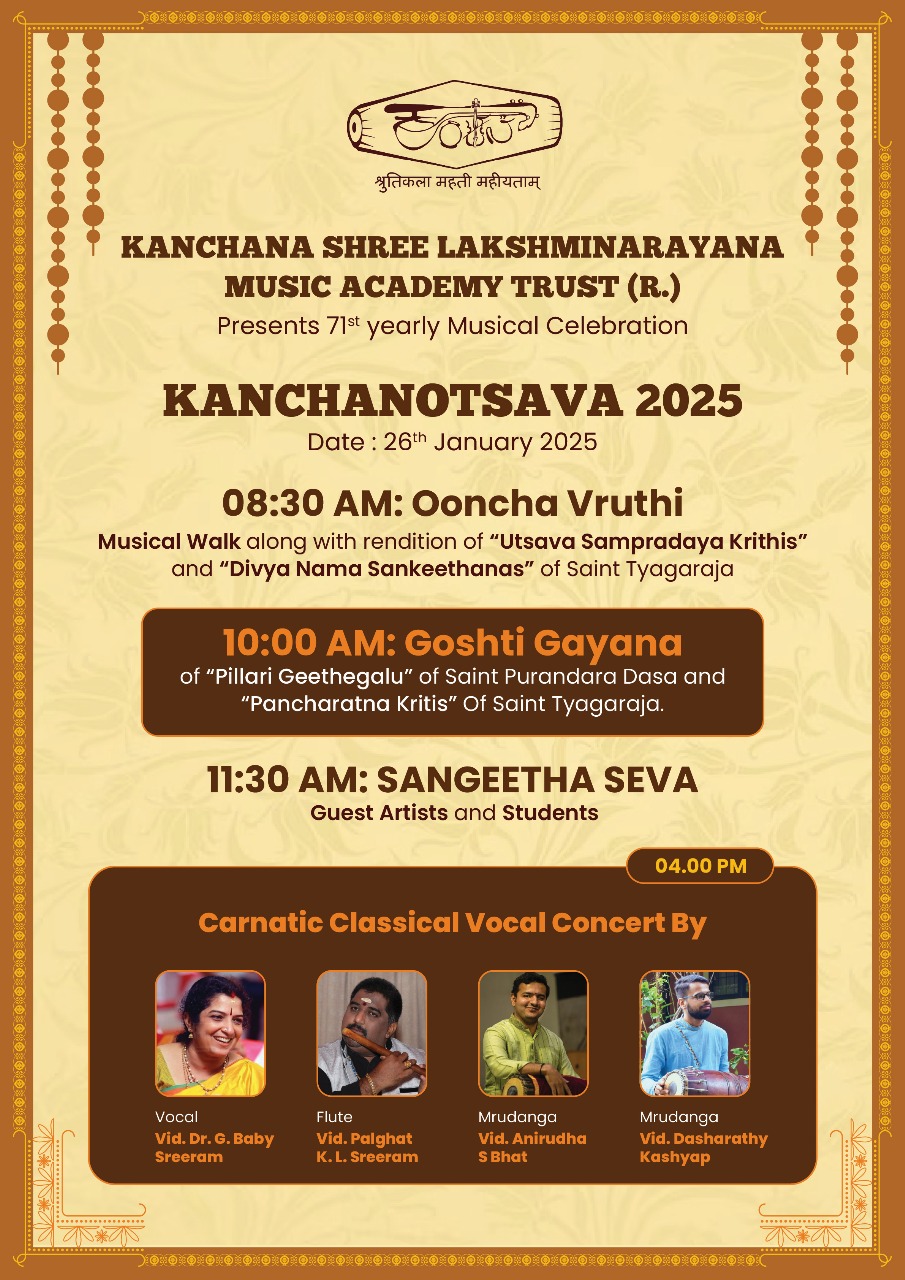 श्रुतिकला महती महीयताम्
KANCHANA SHREE LAKSHMINARAYANA
MUSIC ACADEMY TRUST (R.)
Presents 71st yearly Musical Celebration
KANCHANOTSAVA 2025
Date : 26th January 2025
08:30 AM: Ooncha Vruthi
Musical Walk along with rendition of “Utsava Sampradaya Krithis”
and “Divya Nama Sankeethanas” of Saint Tyagaraja
10:00 AM: Goshti Gayana
of “Pillari Geethegalu” of Saint Purandara Dasa and
“Pancharatna Kritis” Of Saint Tyagaraja.
11:30 AM: SANGEETHA SEVA
Guest Artists and Students
04.00 PM
Carnatic Classical Vocal Concert By
Vocal
Vid. Dr. G. Baby
Sreeram
Flute
Vid. Palghat
K. L. Sreeram
Mrudanga
Vid. Anirudha
S Bhat
Mrudanga
Vid. Dasharathy
Kashyap